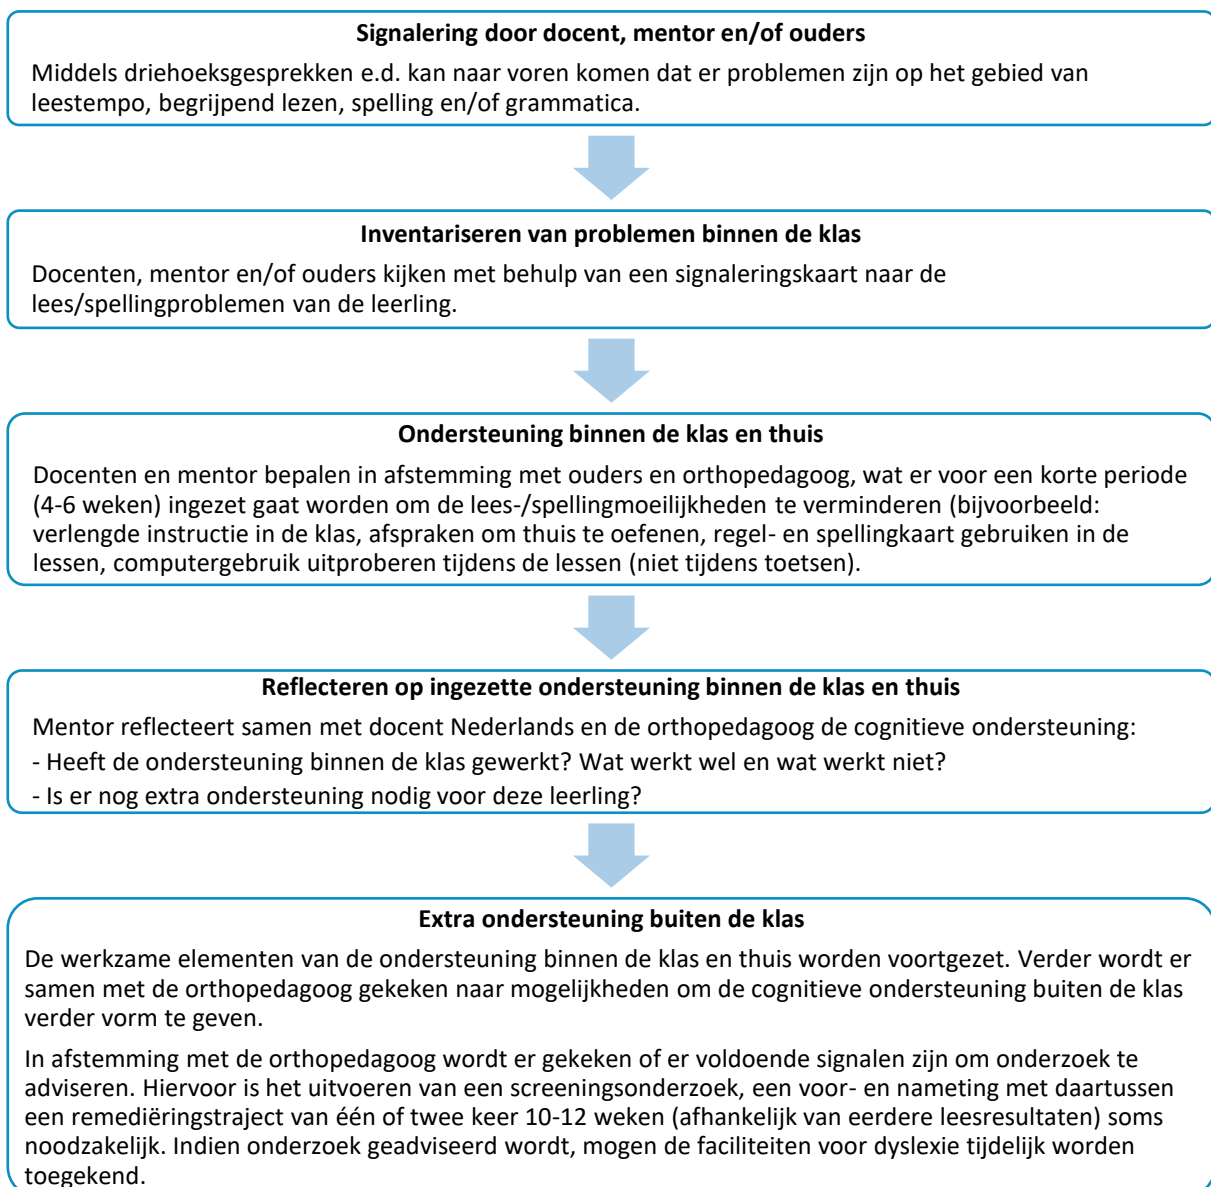 Signalering door docent, mentor en/of ouders
Middels driehoeksgesprekken e.d. kan naar voren komen dat er problemen zijn op het gebied van
leestempo, begrijpend lezen, spelling en/of grammatica.
Inventariseren van problemen binnen de klas
Docenten, mentor en/of ouders kijken met behulp van een signaleringskaart naar de
lees/spellingproblemen van de leerling.
Ondersteuning binnen de klas en thuis
Docenten en mentor bepalen in afstemming met ouders en orthopedagoog, wat er voor een korte periode
(4-6 weken) ingezet gaat worden om de lees-/spellingmoeilijkheden te verminderen (bijvoorbeeld:
verlengde instructie in de klas, afspraken om thuis te oefenen, regel- en spellingkaart gebruiken in de
lessen, computergebruik uitproberen tijdens de lessen (niet tijdens toetsen).
Reflecteren op ingezette ondersteuning binnen de klas en thuis
Mentor reflecteert samen met docent Nederlands en de orthopedagoog de cognitieve ondersteuning:
- Heeft de ondersteuning binnen de klas gewerkt? Wat werkt wel en wat werkt niet?
- Is er nog extra ondersteuning nodig voor deze leerling?
Extra ondersteuning buiten de klas
De werkzame elementen van de ondersteuning binnen de klas en thuis worden voortgezet. Verder wordt er
samen met de orthopedagoog gekeken naar mogelijkheden om de cognitieve ondersteuning buiten de klas
verder vorm te geven.
In afstemming met de orthopedagoog wordt er gekeken of er voldoende signalen zijn om onderzoek te
adviseren. Hiervoor is het uitvoeren van een screeningsonderzoek, een voor- en nameting met daartussen
een remediëringstraject van één of twee keer 10-12 weken (afhankelijk van eerdere leesresultaten) soms
noodzakelijk. Indien onderzoek geadviseerd wordt, mogen de faciliteiten voor dyslexie tijdelijk worden
toegekend.